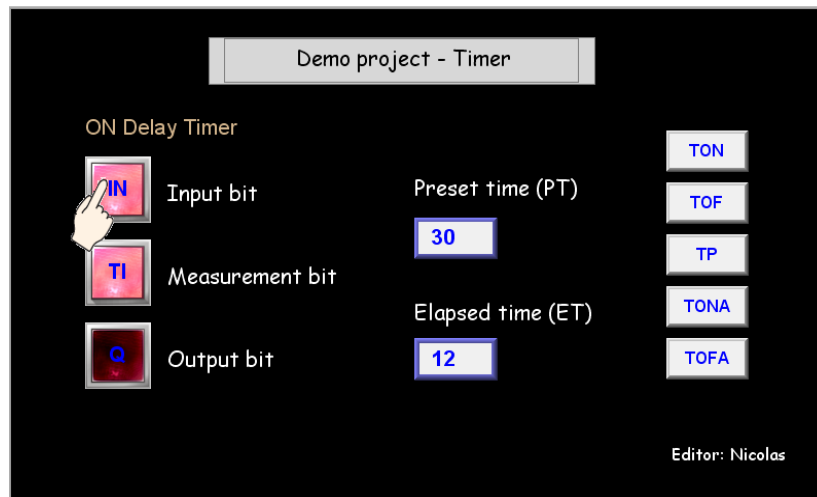 Demo project - Timer
ON Delay Timer
IN
Input bit
TI
Measurement bit
Q
Output bit
Preset time (PT)
30
Elapsed time (ET)
12
TON
TOF
TP
TONA
TOFA
Editor: Nicolas